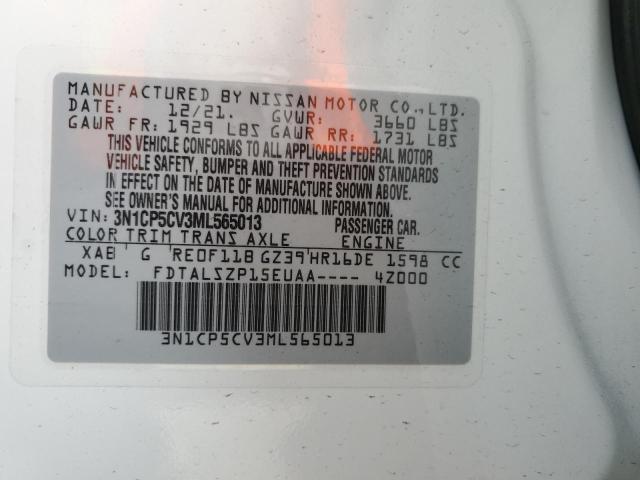 MANUFACTURED BY NISSAN MOTOR CO.,LTD.
DATE: 12/21. GVWR: 3660 LBS
GAWR FR: 1929 LBS GAWR RR: 1731 LBS
THIS VEHICLE CONFORMS TO ALL APPLICABLE FEDERAL MOTOR
VEHICLE SAFETY, BUMPER AND THEFT PREVENTION STANDARDS
IN EFFECT ON THE DATE OF MANUFACTURE SHOWN ABOVE.
SEE OWNER'S MANUAL FOR ADDITIONAL INFORMATION.
VIN: 3N1CP5CV3ML565013 PASSENGER CAR.
COLOR TRIM TRANS AXLE ENGINE
XAB G RE0F11B GZ39 HR16DE 1598 CC
MODEL: FDTALSZP15EUAA---- 4Z000
3N1CP5CV3ML565013